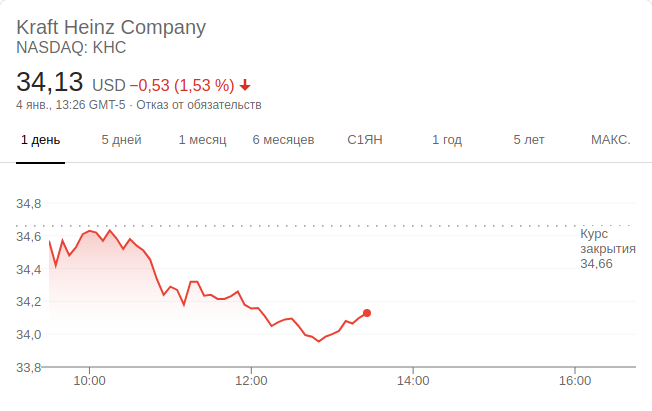 Kraft Heinz Company
NASDAQ: KHC
34,13 USD −0,53 (1,53 %)
4 янв., 13:26 GMT-5 · Отказ от обязательств
1 день 5 дней 1 месяц 6 месяцев С1ЯН 1 год 5 лет МАКС.
34,8
34,6
34,4
34,2
34,0
33,8
Курс
закрытия
34,66
10:00 12:00 14:00 16:00